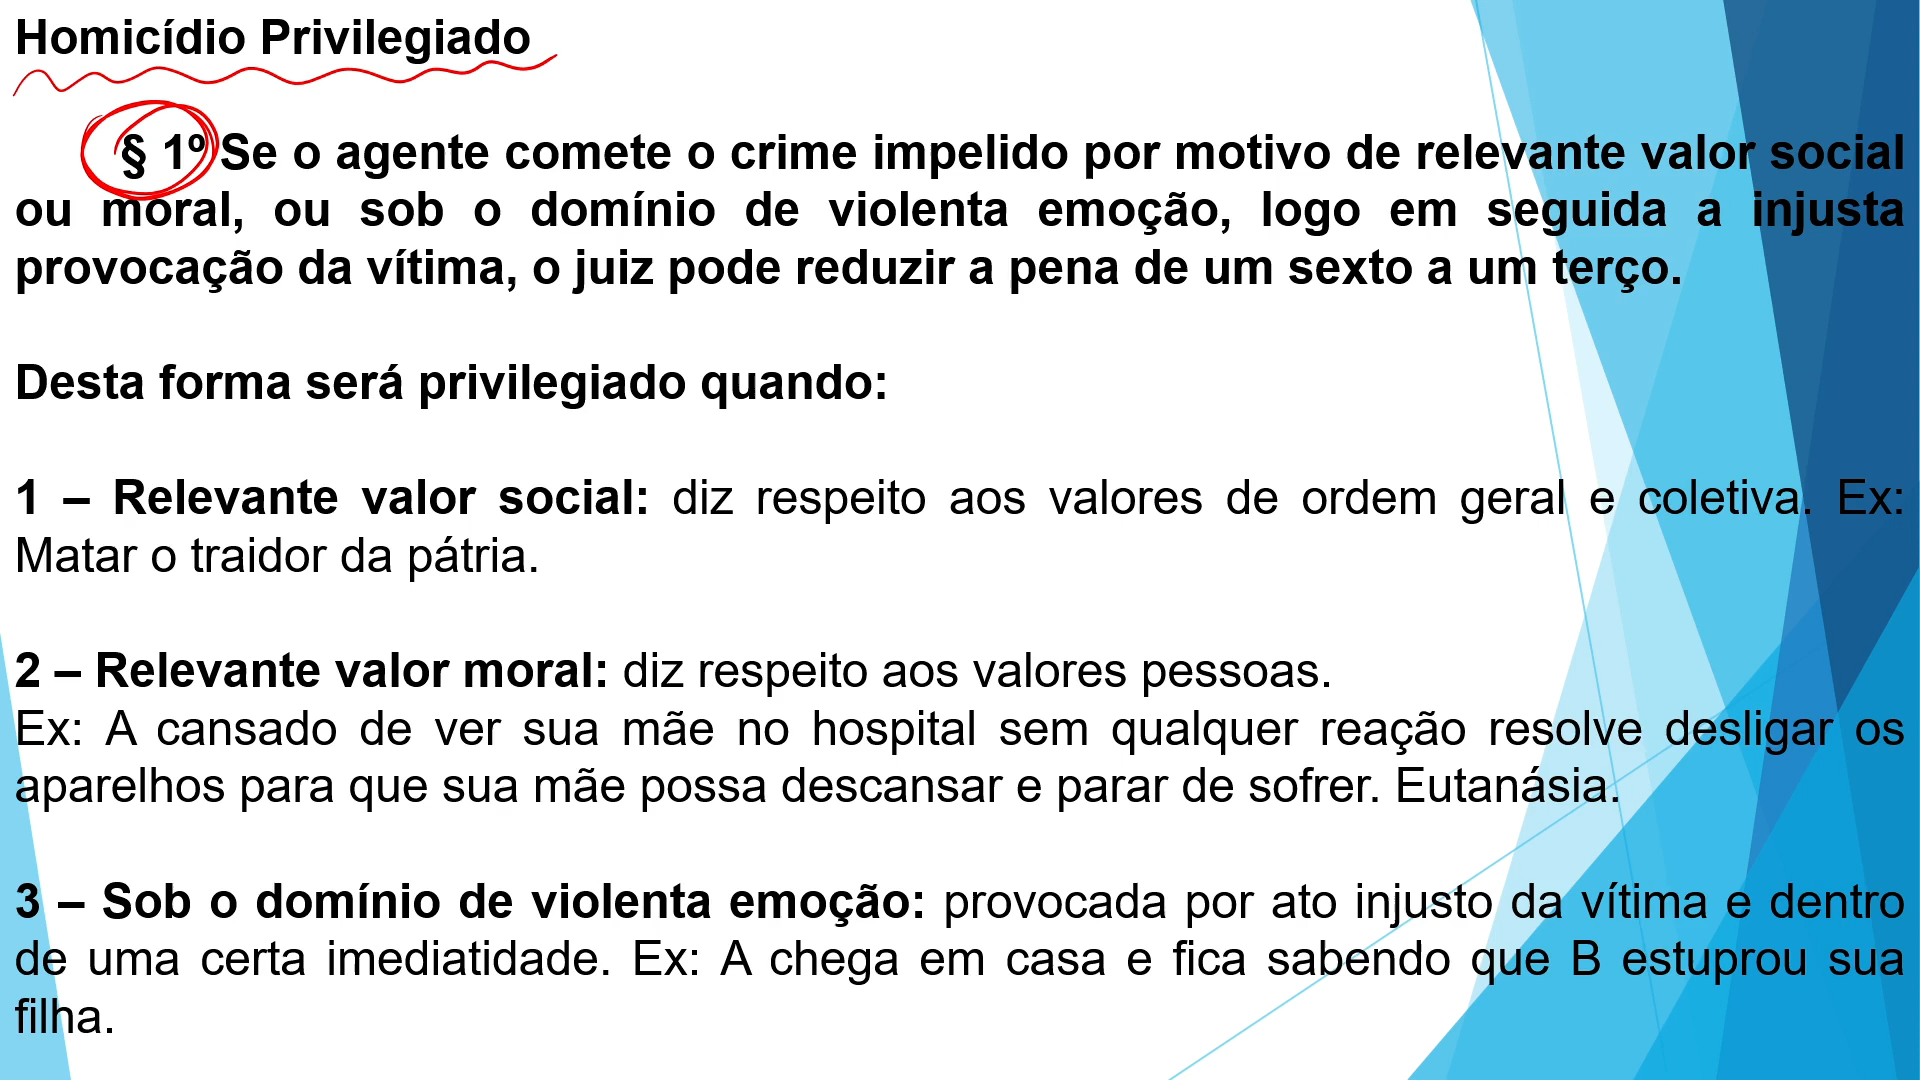 Homicídio Privilegiado
§ 1º Se o agente comete o crime impelido por motivo de relevante valor social
ou moral, ou sob o domínio de violenta emoção, logo em seguida a injusta
provocação da vítima, o juiz pode reduzir a pena de um sexto a um terço.
Desta forma será privilegiado quando:
1 – Relevante valor social: diz respeito aos valores de ordem geral e coletiva. Ex:
Matar o traidor da pátria.
2 – Relevante valor moral: diz respeito aos valores pessoas.
Ex: A cansado de ver sua mãe no hospital sem qualquer reação resolve desligar os
aparelhos para que sua mãe possa descansar e parar de sofrer. Eutanásia.
3 – Sob o domínio de violenta emoção: provocada por ato injusto da vítima e dentro
de uma certa imediatidade. Ex: A chega em casa e fica sabendo que B estuprou sua
filha.